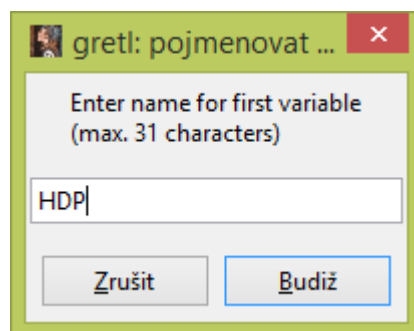 gretl: pojmenovat ...
Enter name for first variable
(max. 31 characters)
HDP
Zrušit
Budiž